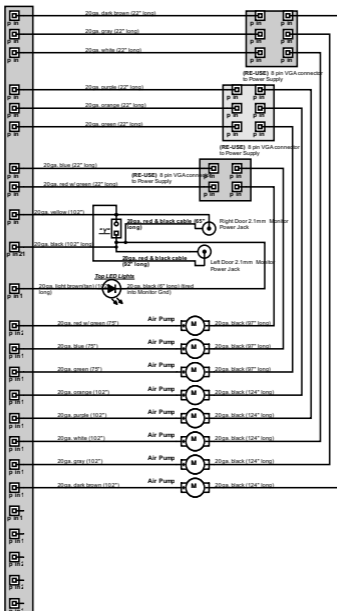 20ga. dark brown (22" long)
20ga. gray (22" long)
20ga. white (22" long)
(RE-USE) 8 pin VGA connector
to Power Supply
20ga. purple (22" long)
20ga. orange (22" long)
20ga. green (22" long)
(RE-USE) 8 pin VGA connector
to Power Supply
20ga. blue (22" long)
(RE-USE) 8 pin VGA connector
to Power Supply
20ga. red w/ green (22" long)
20ga. yellow (102" long)
20ga. red & black cable (65"
long)
Right Door 2.1mm Monitor
Power Jack
"Y"
20ga. black (102" long)
20ga. red & black cable
(92" long)
Left Door 2.1mm Monitor
Power Jack
Top LED Lights
20ga. light brown/tan (
long)
20ga. black (6" long) (tired
into Monitor Gnd)
20ga. red w/ green (75")
Air Pump
M
20ga. black (97" long)
20ga. blue (75")
Air Pump
M
20ga. black (97" long)
20ga. green (75")
Air Pump
M
20ga. black (97" long)
20ga. orange (102")
Air Pump
M
20ga. black (124" long)
20ga. purple (102")
Air Pump
M
20ga. black (124" long)
20ga. white (102")
Air Pump
M
20ga. black (124" long)
20ga. gray (102")
Air Pump
M
20ga. black (124" long)
20ga. dark brown (102")
Air Pump
M
20ga. black (124" long)